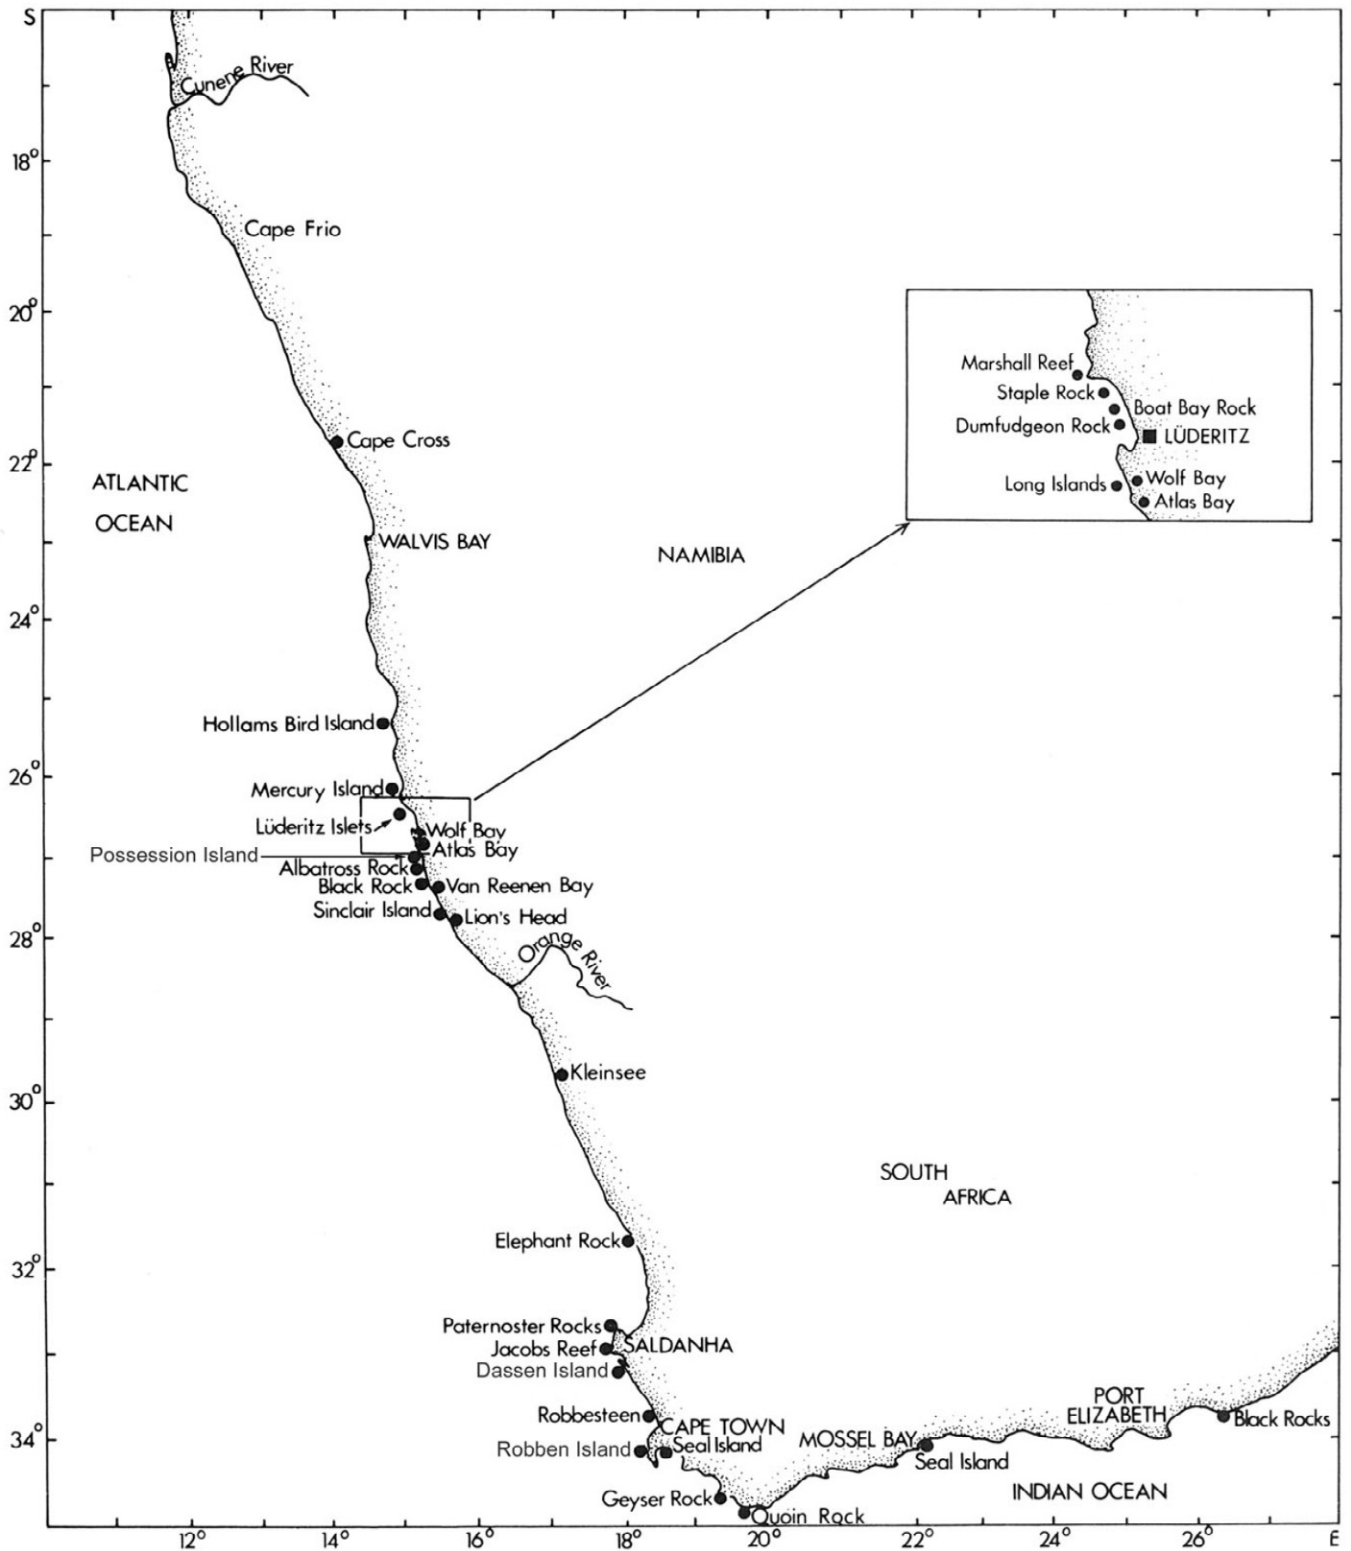 S
Cunene River
18°
Cape Frio
20°
Marshall Reef
Staple Rock
Boat Bay Rock
Dumfudgeon Rock
LÜDERITZ
Long Islands
Wolf Bay
Atlas Bay
Cape Cross
22°
ATLANTIC
OCEAN
WALVIS BAY
NAMIBIA
24°
Hollams Bird Island
26°
Mercury Island
Lüderitz Islets
Wolf Bay
Atlas Bay
Possession Island
Albatross Rock
Black Rock
Van Reenen Bay
Sinclair Island
Lion's Head
28°
Orange River
Kleinsee
30°
SOUTH
AFRICA
Elephant Rock
32°
Paternoster Rocks
SALDANHA
Jacobs Reef
Dassen Island
PORT
ELIZABETH
Robbesteen
Black Rocks
CAPE TOWN
34°
MOSSEL BAY
Robben Island
Seal Island
Seal Island
INDIAN OCEAN
Geyser Rock
Quoin Rock
12° 14° 16° 18° 20° 22° 24° 26° E